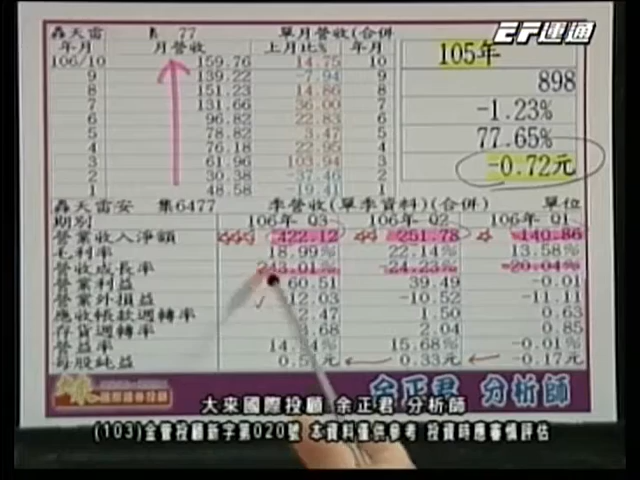 轟天雷 77 單月營收(合併
年月 月營收 上月比% 年月
106/10 159.76 14.75 10
9 139.22 -7.94 9
8 151.23 14.86 8
7 131.66 36.00 7
6 96.82 22.83 6
5 78.82 3.47 5
4 76.18 22.95 4
3 61.96 103.94 3
2 30.38 -37.46 2
1 48.58 -19.41 1
105年
898
-1.23%
77.65%
-0.72元
轟天雷安 集6477 季營收(單季資料)(合併) 單位
期別 106年 Q3 106年 Q2 106年 Q1
營業收入淨額 422.12 251.78 140.86
毛利率 18.99% 22.14% 13.58%
營收成長率 243.01% -24.23% -20.04%
營業利益 60.51 39.49 -0.01
營業外損益 12.03 -10.52 -11.11
應收帳款週轉率 2.47 1.50 0.63
存貨週轉率 3.68 2.04 0.85
營益率 15.68% -0.01%
每股純益 0.33元 -0.17元
余正君 分析師
大来國際投顧 余正君 分析師
(103)金管投顧新字第020號 本資料僅供參考 投資時應審慎評估
運通